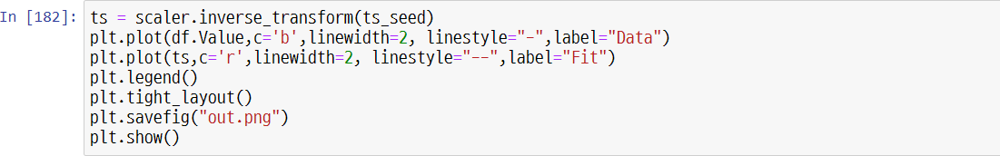 In [182]: ts = scaler.inverse_transform(ts_seed)
plt.plot(df.Value,c='b',linewidth=2, linestyle="-",label="Data")
plt.plot(ts,c='r',linewidth=2, linestyle="--",label="Fit")
plt.legend()
plt.tight_layout()
plt.savefig("out.png")
plt.show()